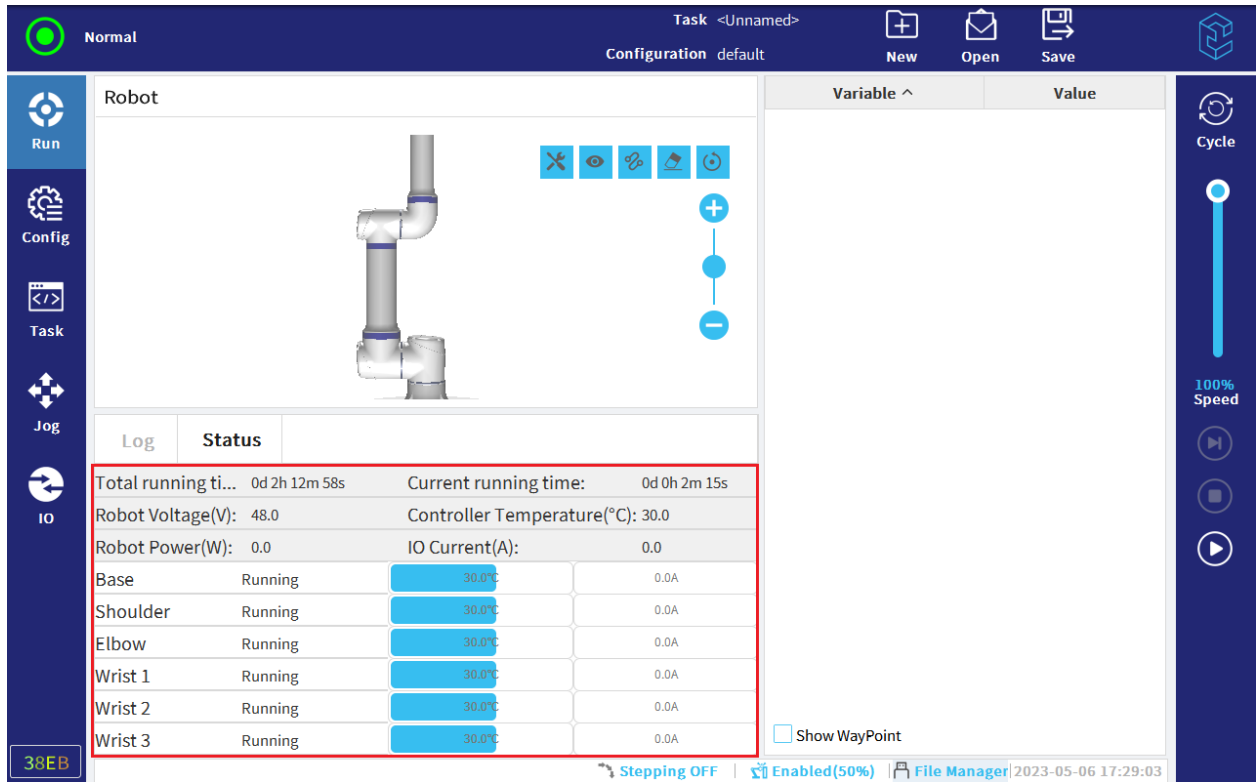 Normal
Task <Unnamed>
Configuration default
New
Open
Save
Run
Config
Task
Jog
IO
38EB
Robot
Log
Status
Total running ti... 0d 2h 12m 58s Current running time: 0d 0h 2m 15s
Robot Voltage(V): 48.0 Controller Temperature(°C): 30.0
Robot Power(W): 0.0 IO Current(A): 0.0
Base Running 30.0℃ 0.0A
Shoulder Running 30.0℃ 0.0A
Elbow Running 30.0℃ 0.0A
Wrist 1 Running 30.0℃ 0.0A
Wrist 2 Running 30.0℃ 0.0A
Wrist 3 Running 30.0℃ 0.0A
Variable Value
Show WayPoint
Cycle
100%
Speed
Stepping OFF Enabled(50%) File Manager 2023-05-06 17:29:03